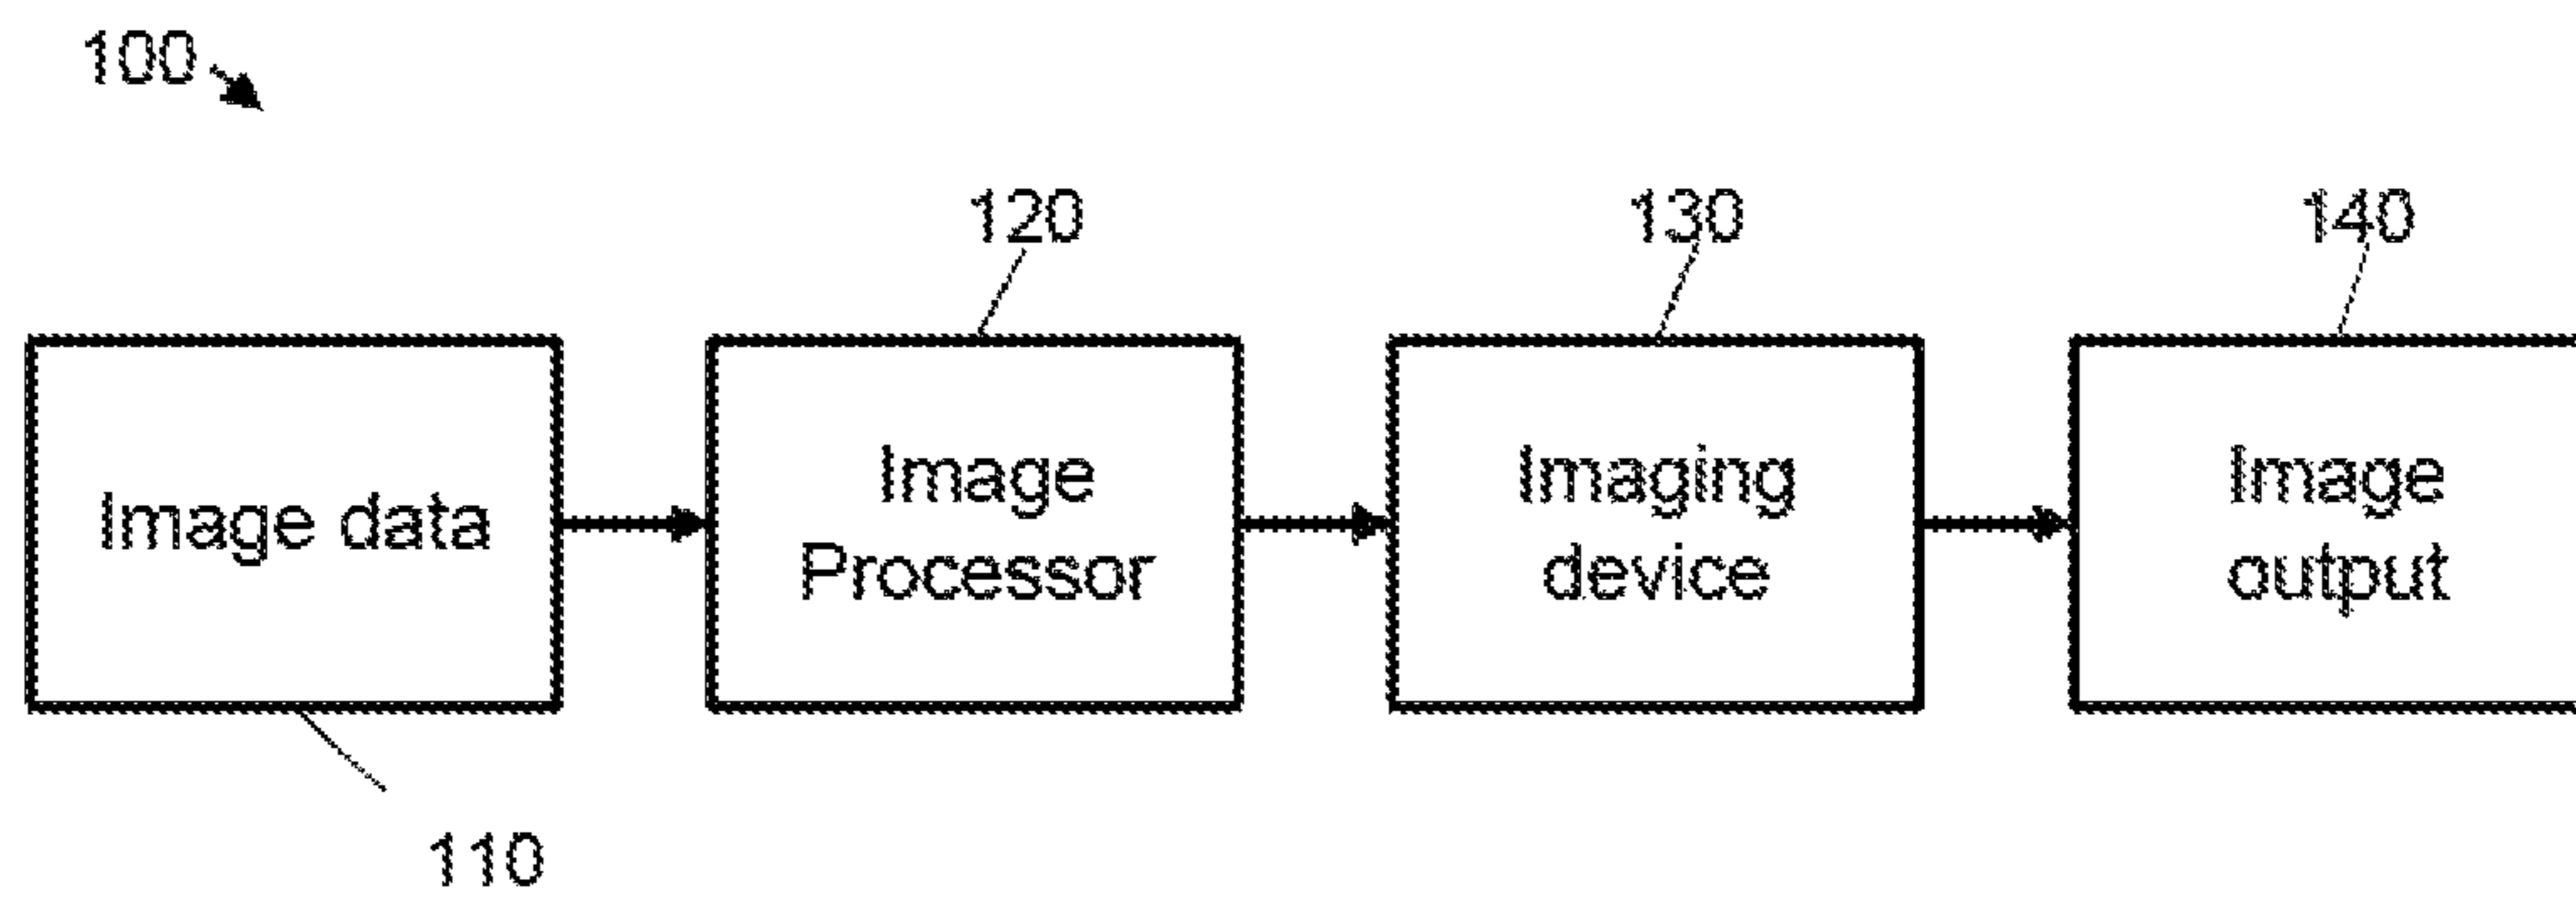 100
120
130
140
Image data
Image
Processor
Imaging
device
Image
output
110